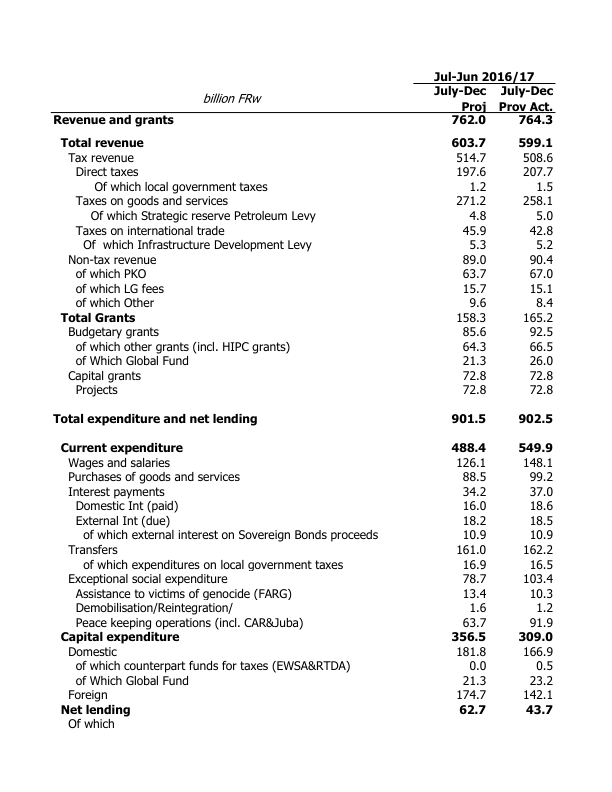 Jul-Jun 2016/17
billion FRw July-Dec July-Dec
Proj Prov Act.
Revenue and grants 762.0 764.3
Total revenue 603.7 599.1
Tax revenue 514.7 508.6
Direct taxes 197.6 207.7
Of which local government taxes 1.2 1.5
Taxes on goods and services 271.2 258.1
Of which Strategic reserve Petroleum Levy 4.8 5.0
Taxes on international trade 45.9 42.8
Of which Infrastructure Development Levy 5.3 5.2
Non-tax revenue 89.0 90.4
of which PKO 63.7 67.0
of which LG fees 15.7 15.1
of which Other 9.6 8.4
Total Grants 158.3 165.2
Budgetary grants 85.6 92.5
of which other grants (incl. HIPC grants) 64.3 66.5
of Which Global Fund 21.3 26.0
Capital grants 72.8 72.8
Projects 72.8 72.8
Total expenditure and net lending 901.5 902.5
Current expenditure 488.4 549.9
Wages and salaries 126.1 148.1
Purchases of goods and services 88.5 99.2
Interest payments 34.2 37.0
Domestic Int (paid) 16.0 18.6
External Int (due) 18.2 18.5
of which external interest on Sovereign Bonds proceeds 10.9 10.9
Transfers 161.0 162.2
of which expenditures on local government taxes 16.9 16.5
Exceptional social expenditure 78.7 103.4
Assistance to victims of genocide (FARG) 13.4 10.3
Demobilisation/Reintegration/ 1.6 1.2
Peace keeping operations (incl. CAR&Juba) 63.7 91.9
Capital expenditure 356.5 309.0
Domestic 181.8 166.9
of which counterpart funds for taxes (EWSA&RTDA) 0.0 0.5
of Which Global Fund 21.3 23.2
Foreign 174.7 142.1
Net lending 62.7 43.7
Of which